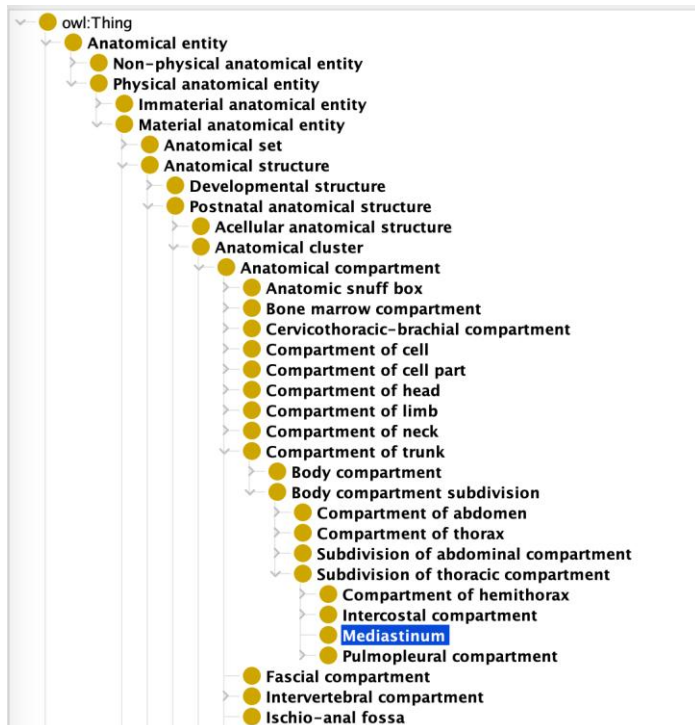 owl:Thing
Anatomical entity
Non-physical anatomical entity
Physical anatomical entity
Immaterial anatomical entity
Material anatomical entity
Anatomical set
Anatomical structure
Developmental structure
Postnatal anatomical structure
Acellular anatomical structure
Anatomical cluster
Anatomical compartment
Anatomic snuff box
Bone marrow compartment
Cervicothoracic-brachial compartment
Compartment of cell
Compartment of cell part
Compartment of head
Compartment of limb
Compartment of neck
Compartment of trunk
Body compartment
Body compartment subdivision
Compartment of abdomen
Compartment of thorax
Subdivision of abdominal compartment
Subdivision of thoracic compartment
Compartment of hemithorax
Intercostal compartment
Mediastinum
Pulmopleural compartment
Fascial compartment
Intervertebral compartment
Ischio-anal fossa